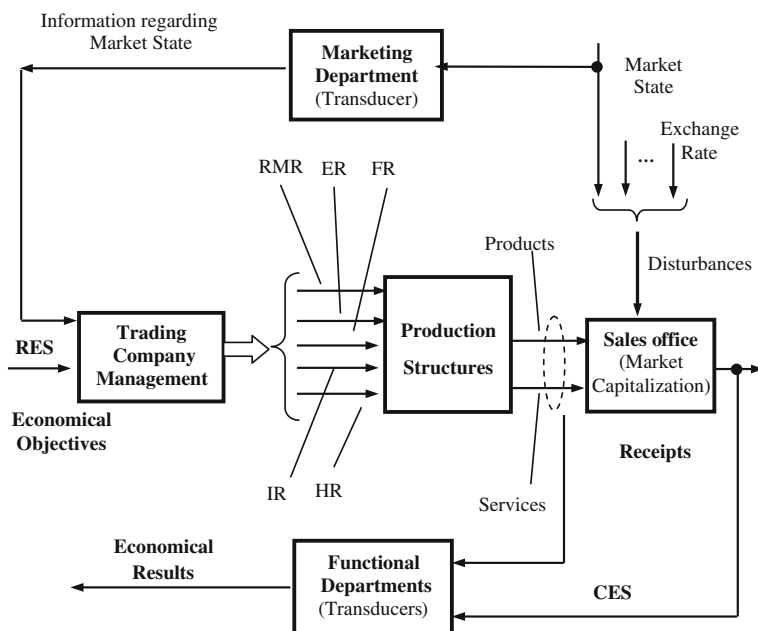 Information regarding
Market State
Marketing
Department
(Transducer)
Market
State
Exchange
Rate
...
RMR
ER
FR
Products
Disturbances
RES
Trading
Company
Management
Production
Structures
Sales office
(Market
Capitalization)
Economical
Objectives
Receipts
IR
HR
Services
Economical
Results
Functional
Departments
(Transducers)
CES